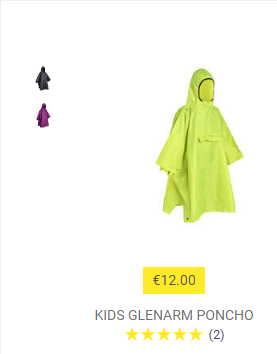 €12.00
KIDS GLENARM PONCHO
★★★★★ (2)